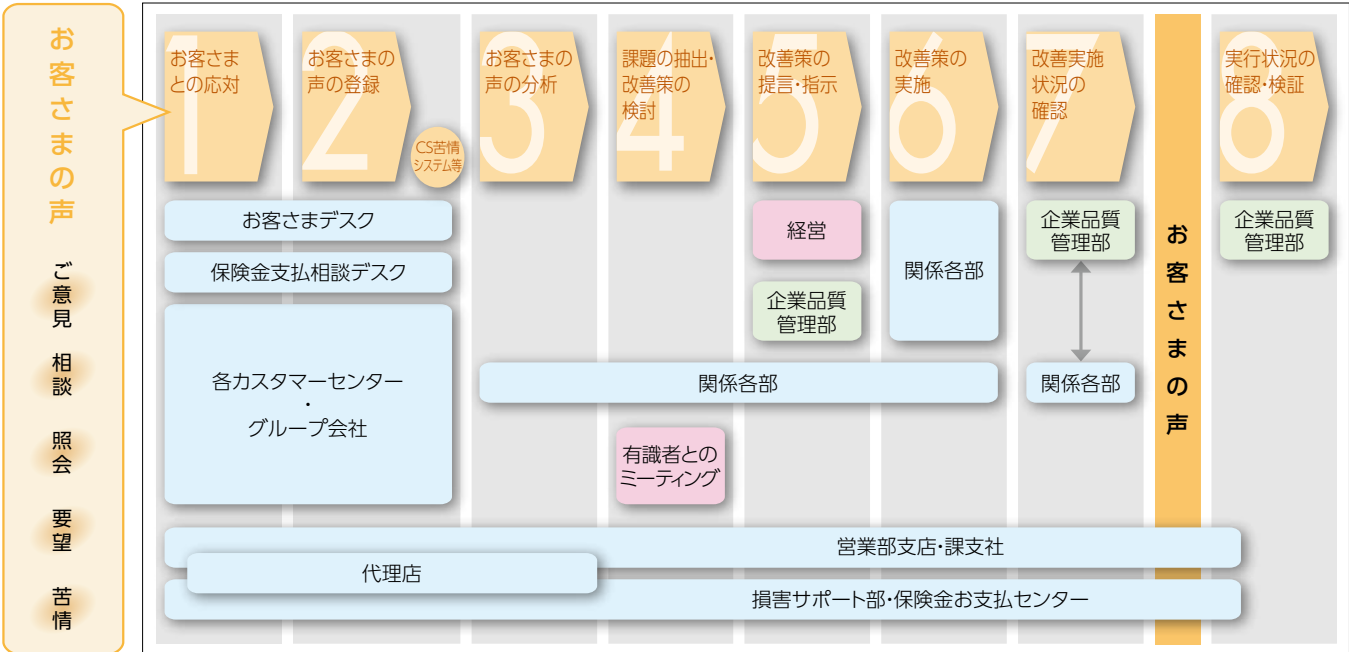 お客さまの声
ご意見
相談
照会
要望
苦情
1
お客さま
との応対
2
お客さまの
声の登録
CS苦情
システム等
3
お客さまの
声の分析
4
課題の抽出・
改善策の
検討
5
改善策の
提言・指示
6
改善策の
実施
7
改善実施
状況の
確認
8
実行状況の
確認・検証
お客さまデスク
保険金支払相談デスク
各カスタマーセンター
・
グループ会社
経営
企業品質
管理部
関係各部
企業品質
管理部
お客さまの声
企業品質
管理部
関係各部
関係各部
有識者との
ミーティング
営業部支店・課支社
代理店
損害サポート部・保険金お支払センター